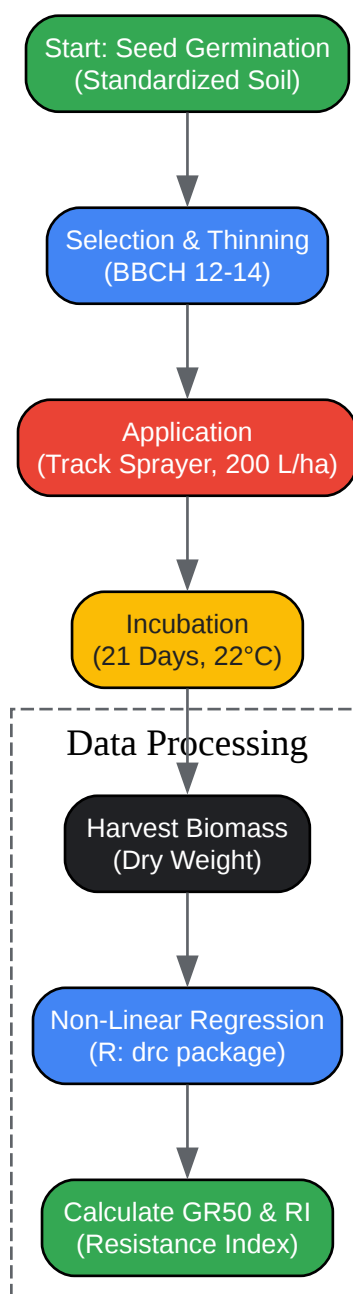 Start: Seed Germination
(Standardized Soil)
Selection & Thinning
(BBCH 12-14)
Application
(Track Sprayer, 200 L/ha)
Incubation
(21 Days, 22°C)
Data Processing
Harvest Biomass
(Dry Weight)
Non-Linear Regression
(R: drc package)
Calculate GR50 & RI
(Resistance Index)